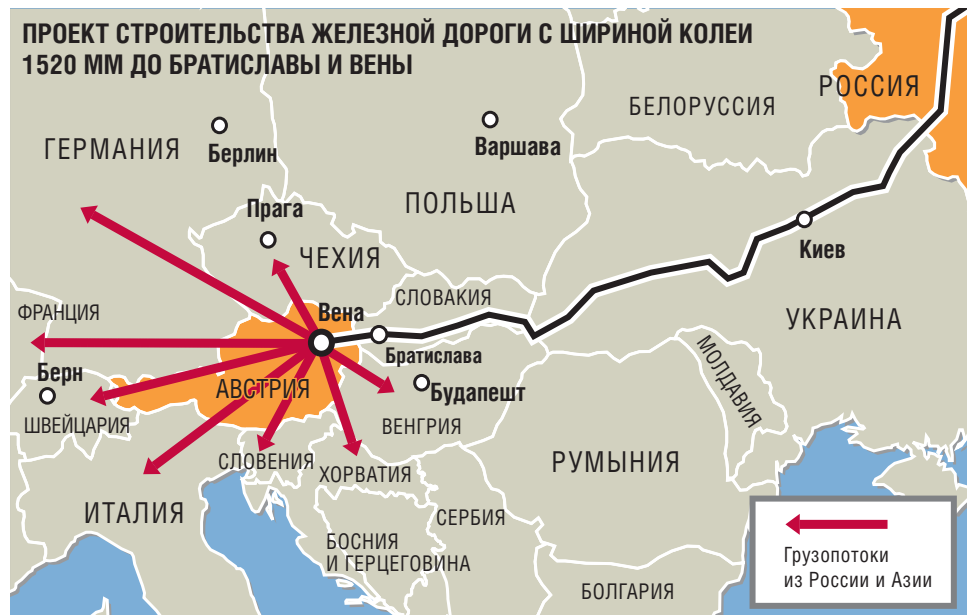 ПРОЕКТ СТРОИТЕЛЬСТВА ЖЕЛЕЗНОЙ ДОРОГИ С ШИРИНОЙ КОЛЕИ
1520 ММ ДО БРАТИСЛАВЫ И ВЕНЫ
РОССИЯ
БЕЛОРУССИЯ
ГЕРМАНИЯ
Берлин
Варшава
ПОЛЬША
Прага
ЧЕХИЯ
Киев
СЛОВАКИЯ
ФРАНЦИЯ
Вена
УКРАИНА
Братислава
Берн
АВСТРИЯ
Будапешт
МОЛДАВИЯ
ШВЕЙЦАРИЯ
ВЕНГРИЯ
СЛОВЕНИЯ
ХОРВАТИЯ
РУМЫНИЯ
ИТАЛИЯ
СЕРБИЯ
БОСНИЯ
И ГЕРЦЕГОВИНА
БОЛГАРИЯ
Грузопотоки
из России и Азии